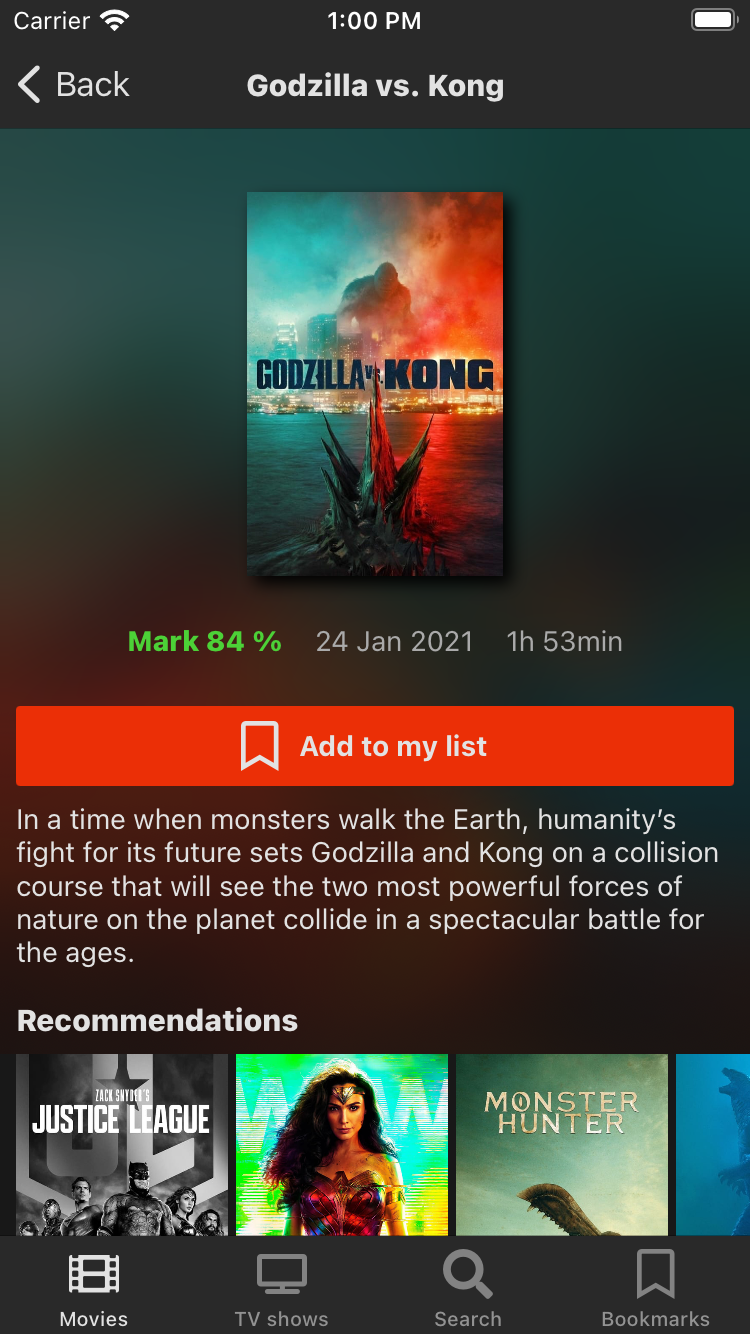 Carrier 1:00 PM
Back Godzilla vs. Kong
GODZILLA vs. KONG
Mark 84 % 24 Jan 2021 1h 53min
Add to my list
In a time when monsters walk the Earth, humanity’s
fight for its future sets Godzilla and Kong on a collision
course that will see the two most powerful forces of
nature on the planet collide in a spectacular battle for
the ages.
Recommendations
ZACK SNYDER'S
JUSTICE LEAGUE
JL
MONSTER
HUNTER
Movies TV shows Search Bookmarks